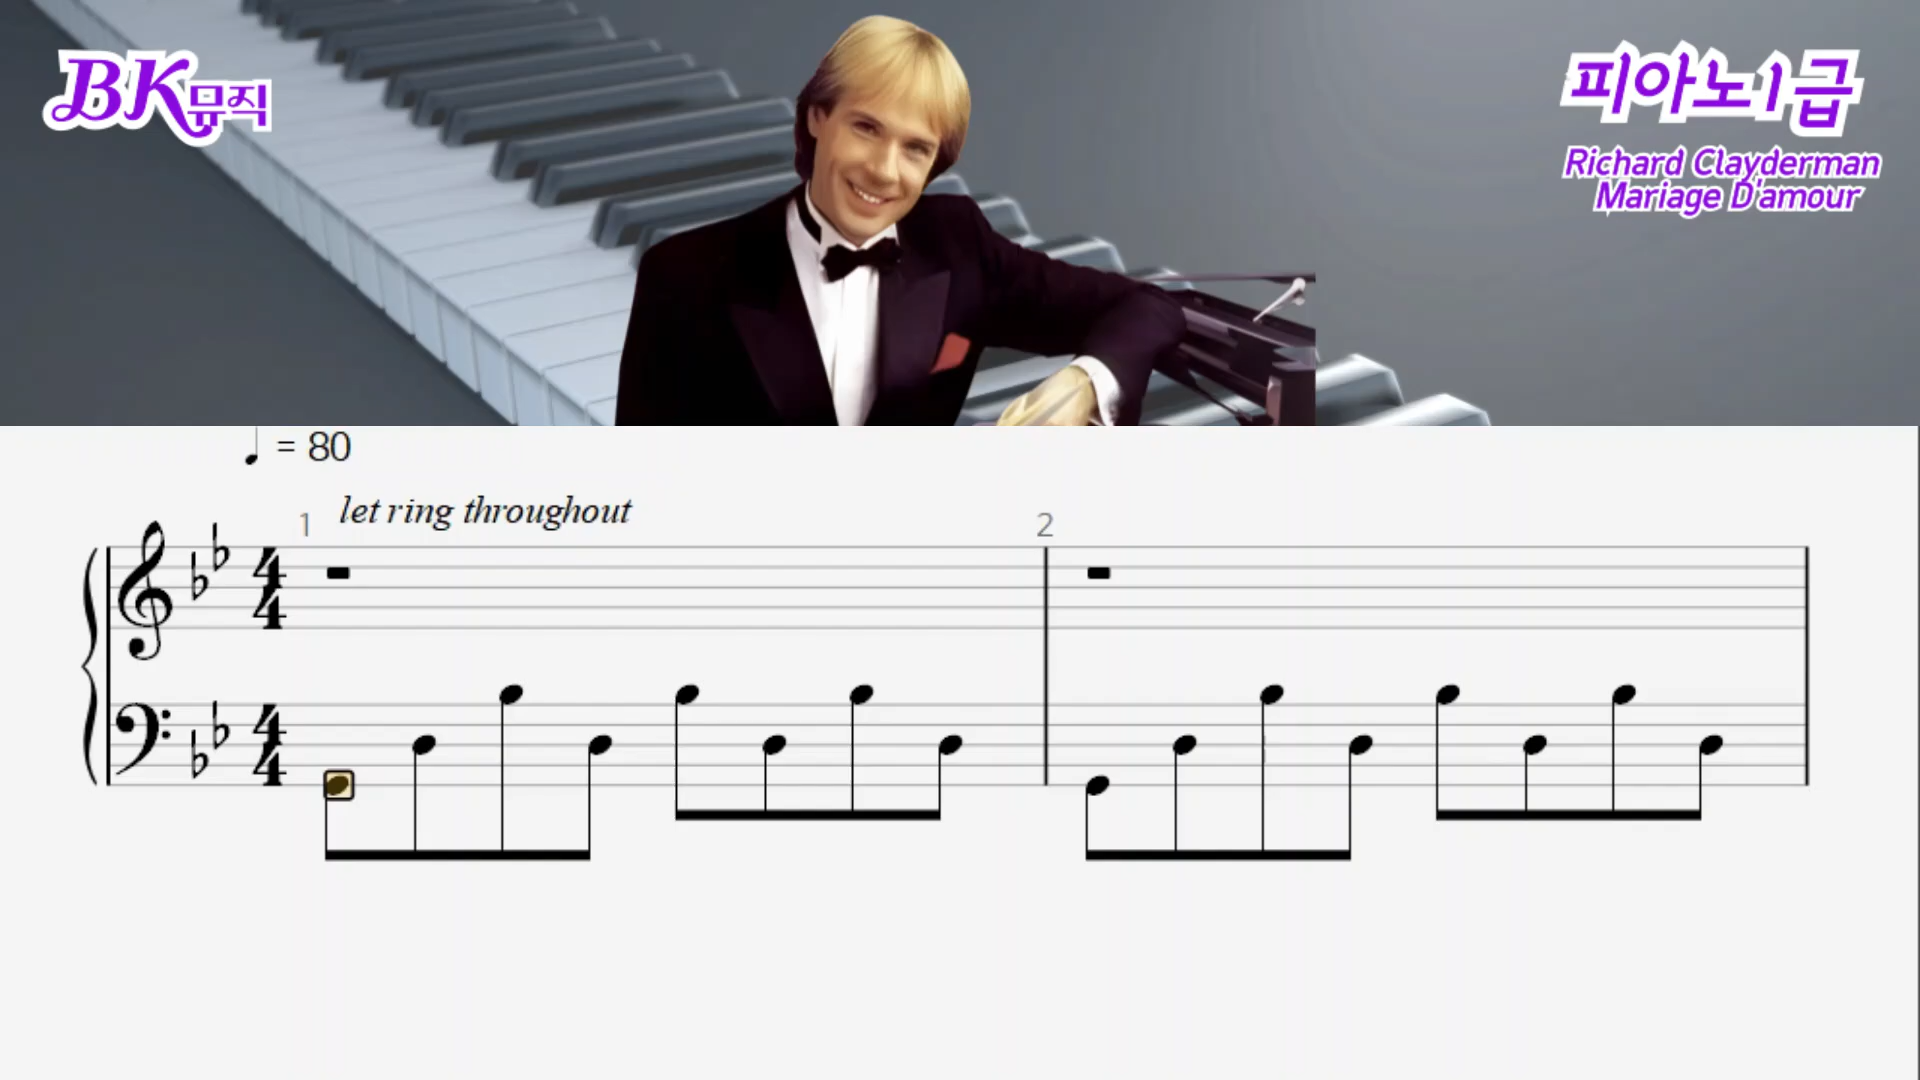 BK뮤직
피아노1급
Richard Clayderman
Mariage D'amour
♩ = 80
let ring throughout
1
2
4
4
4
4